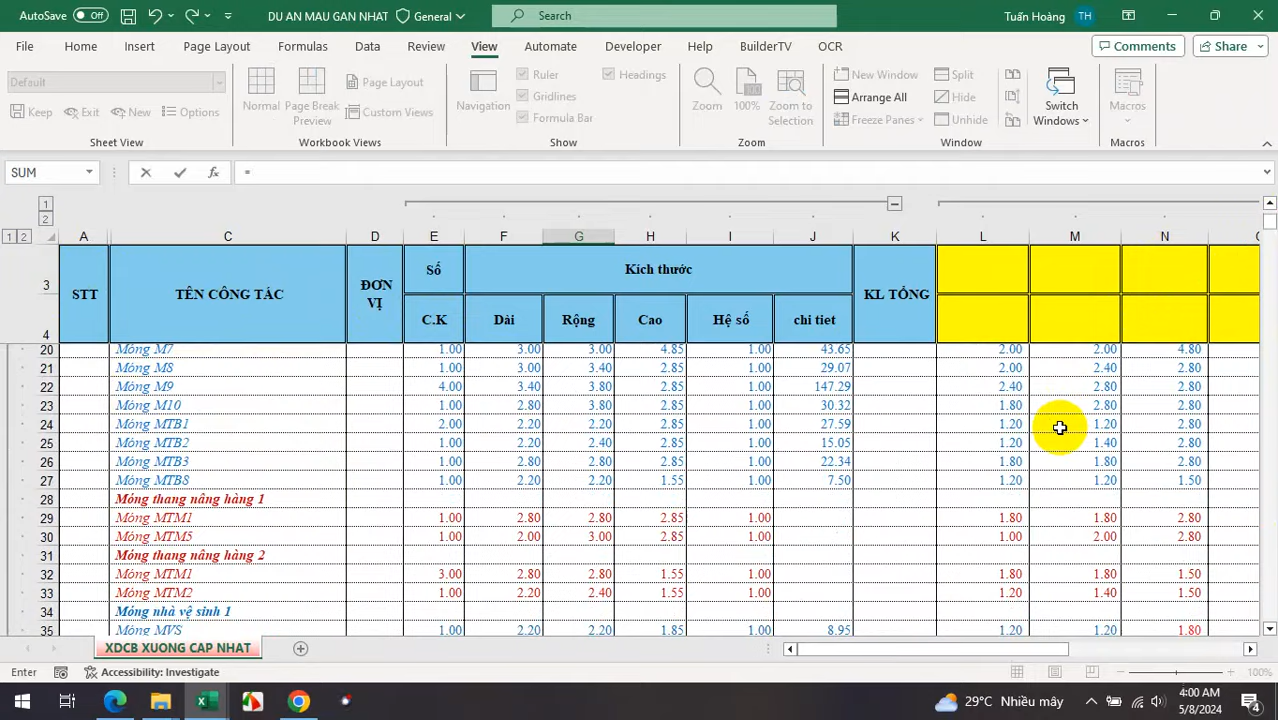 AutoSave Off DU AN MAU GAN NHAT General Search Tuấn Hoàng TH
File Home Insert Page Layout Formulas Data Review View Automate Developer Help BuilderTV OCR Comments Share
Default Ruler Headings New Window Split
Keep Exit New Options
Normal Page Break Preview Page Layout Custom Views
Navigation Gridlines Formula Bar
Zoom 100% Zoom to Selection
Arrange All Hide Freeze Panes Unhide
Switch Windows Macros
Sheet View Workbook Views Show Zoom Window Macros
SUM =
1
2
1 2 A C D E F G H I J K L M N
3 STT TÊN CÔNG TÁC ĐƠN VỊ Số Kích thước KL TỔNG
4 C.K Dài Rộng Cao Hệ số chi tiet
20 Móng M7 1.00 3.00 3.00 4.85 1.00 43.65 2.00 2.00 4.80
21 Móng M8 1.00 3.00 3.40 2.85 1.00 29.07 2.00 2.40 2.80
22 Móng M9 4.00 3.40 3.80 2.85 1.00 147.29 2.40 2.80 2.80
23 Móng M10 1.00 2.80 3.80 2.85 1.00 30.32 1.80 2.80 2.80
24 Móng MTB1 2.00 2.20 2.20 2.85 1.00 27.59 1.20 1.20 2.80
25 Móng MTB2 1.00 2.20 2.40 2.85 1.00 15.05 1.20 1.40 2.80
26 Móng MTB3 1.00 2.80 2.80 2.85 1.00 22.34 1.80 1.80 2.80
27 Móng MTB8 1.00 2.20 2.20 1.55 1.00 7.50 1.20 1.20 1.50
28 Móng thang nâng hàng 1
29 Móng MTM1 1.00 2.80 2.80 2.85 1.00 1.80 1.80 2.80
30 Móng MTM5 1.00 2.00 3.00 2.85 1.00 1.00 2.00 2.80
31 Móng thang nâng hàng 2
32 Móng MTM1 3.00 2.80 2.80 1.55 1.00 1.80 1.80 1.50
33 Móng MTM2 1.00 2.20 2.40 1.55 1.00 1.20 1.40 1.50
34 Móng nhà vệ sinh 1
35 Móng MVS 1.00 2.20 2.20 1.85 1.00 8.95 1.20 1.20 1.80
XDCB XUONG CAP NHAT
Enter Accessibility: Investigate 100%
29°C Nhiều mây 4:00 AM
5/8/2024 4